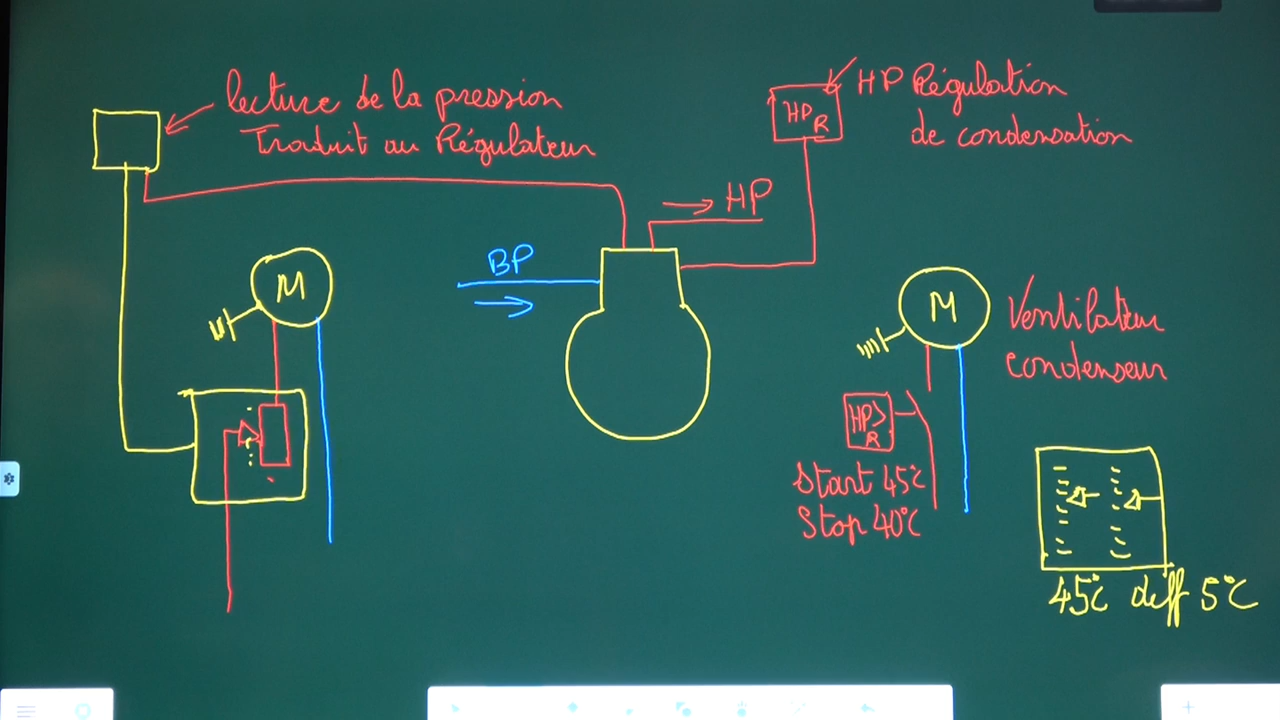 lecture de la pression
Traduit au Régulateur
HP R
HP Régulation
de condensation
HP
BP
M
M
Ventilateur
condenseur
HP>
R
Start 45°C
Stop 40°C
45°C deff 5°C